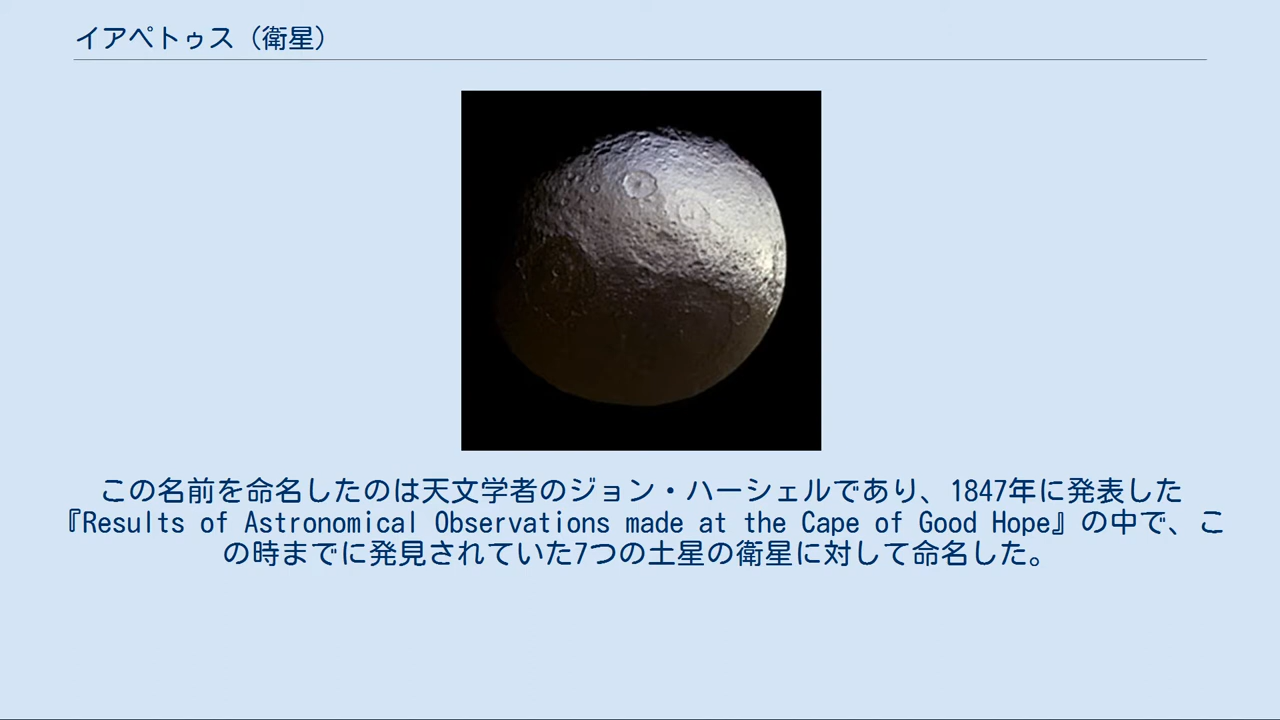 イアペトゥス（衛星）
この名前を命名したのは天文学者のジョン・ハーシェルであり、1847年に発表した
『Results of Astronomical Observations made at the Cape of Good Hope』の中で、こ
の時までに発見されていた7つの土星の衛星に対して命名した。